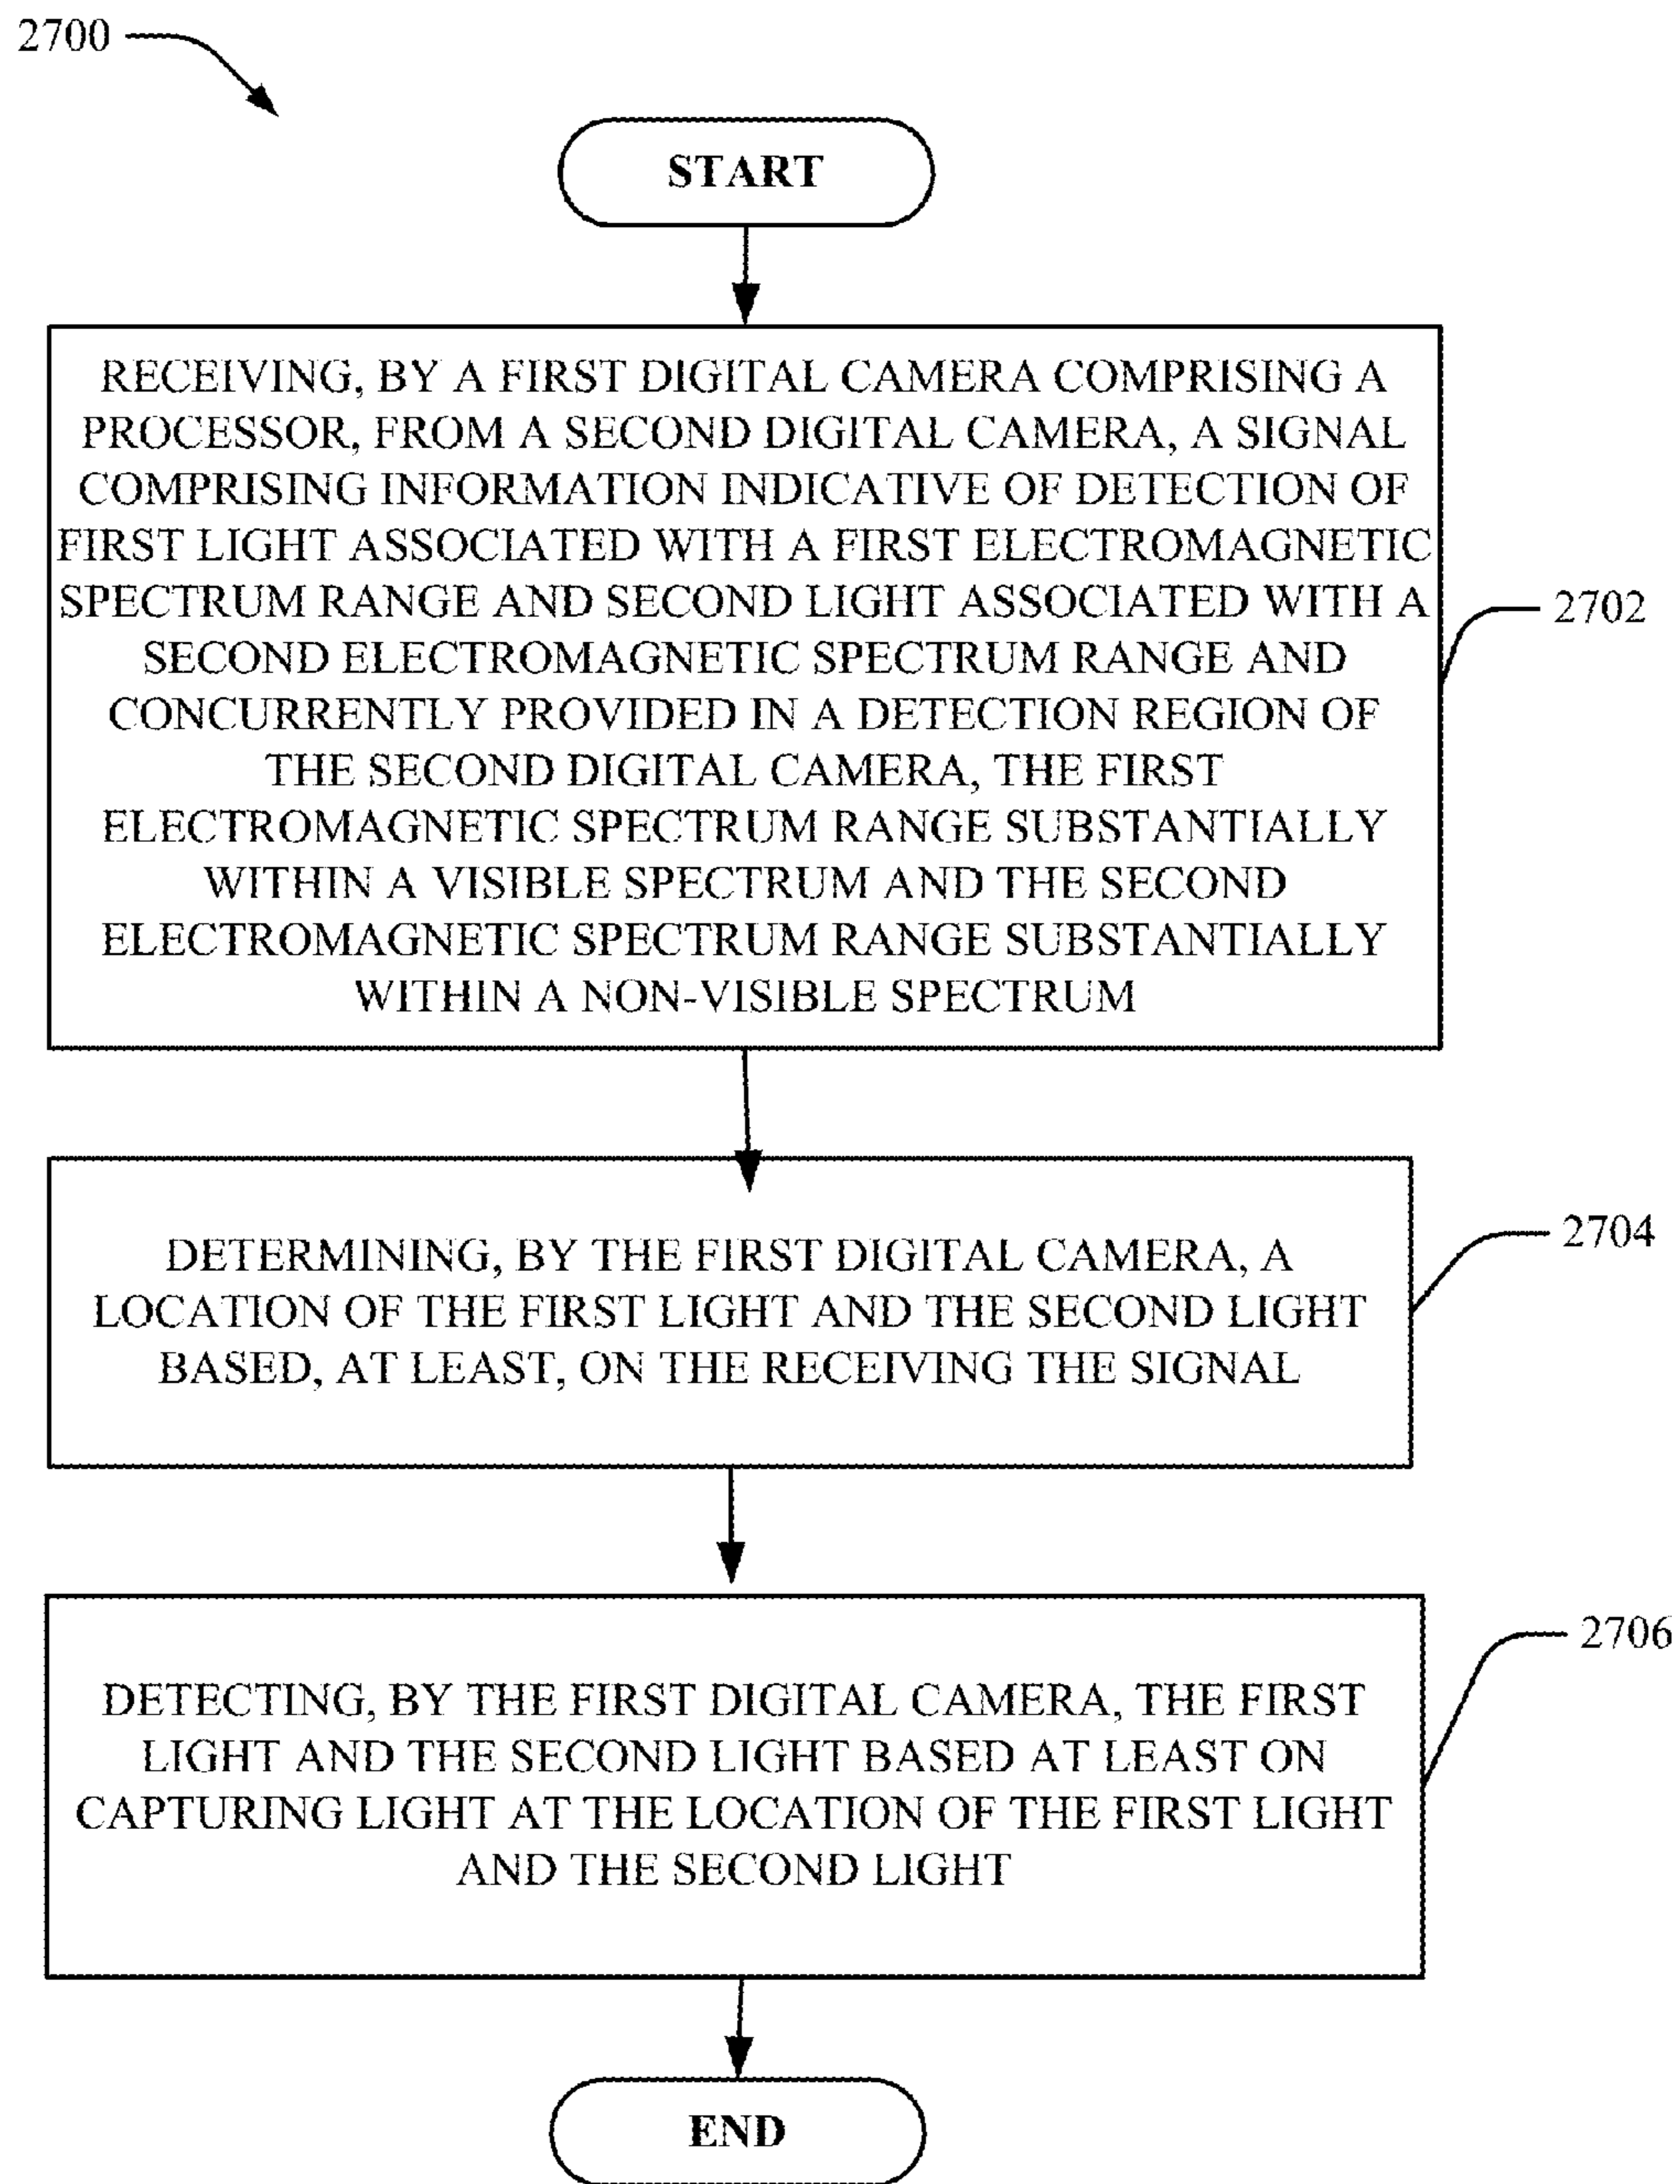 2700
START
RECEIVING, BY A FIRST DIGITAL CAMERA COMPRISING A
PROCESSOR, FROM A SECOND DIGITAL CAMERA, A SIGNAL
COMPRISING INFORMATION INDICATIVE OF DETECTION OF
FIRST LIGHT ASSOCIATED WITH A FIRST ELECTROMAGNETIC
SPECTRUM RANGE AND SECOND LIGHT ASSOCIATED WITH A
SECOND ELECTROMAGNETIC SPECTRUM RANGE AND
CONCURRENTLY PROVIDED IN A DETECTION REGION OF
THE SECOND DIGITAL CAMERA, THE FIRST
ELECTROMAGNETIC SPECTRUM RANGE SUBSTANTIALLY
WITHIN A VISIBLE SPECTRUM AND THE SECOND
ELECTROMAGNETIC SPECTRUM RANGE SUBSTANTIALLY
WITHIN A NON-VISIBLE SPECTRUM
2702
DETERMINING, BY THE FIRST DIGITAL CAMERA, A
LOCATION OF THE FIRST LIGHT AND THE SECOND LIGHT
BASED, AT LEAST, ON THE RECEIVING THE SIGNAL
2704
DETECTING, BY THE FIRST DIGITAL CAMERA, THE FIRST
LIGHT AND THE SECOND LIGHT BASED AT LEAST ON
CAPTURING LIGHT AT THE LOCATION OF THE FIRST LIGHT
AND THE SECOND LIGHT
2706
END